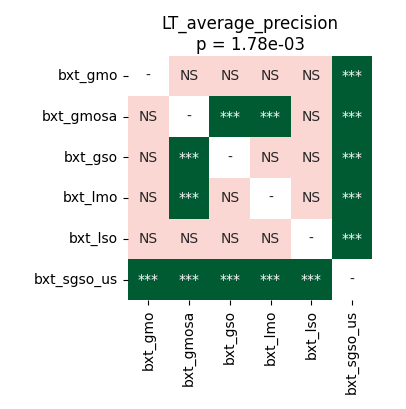 LT_average_precision
p = 1.78e-03
bxt_gmo - NS NS NS NS ***
bxt_gmosa NS - *** *** NS ***
bxt_gso NS *** - NS NS ***
bxt_lmo NS *** NS - NS ***
bxt_lso NS NS NS NS - ***
bxt_sgso_us *** *** *** *** *** -
bxt_gmo
bxt_gmosa
bxt_gso
bxt_lmo
bxt_lso
bxt_sgso_us